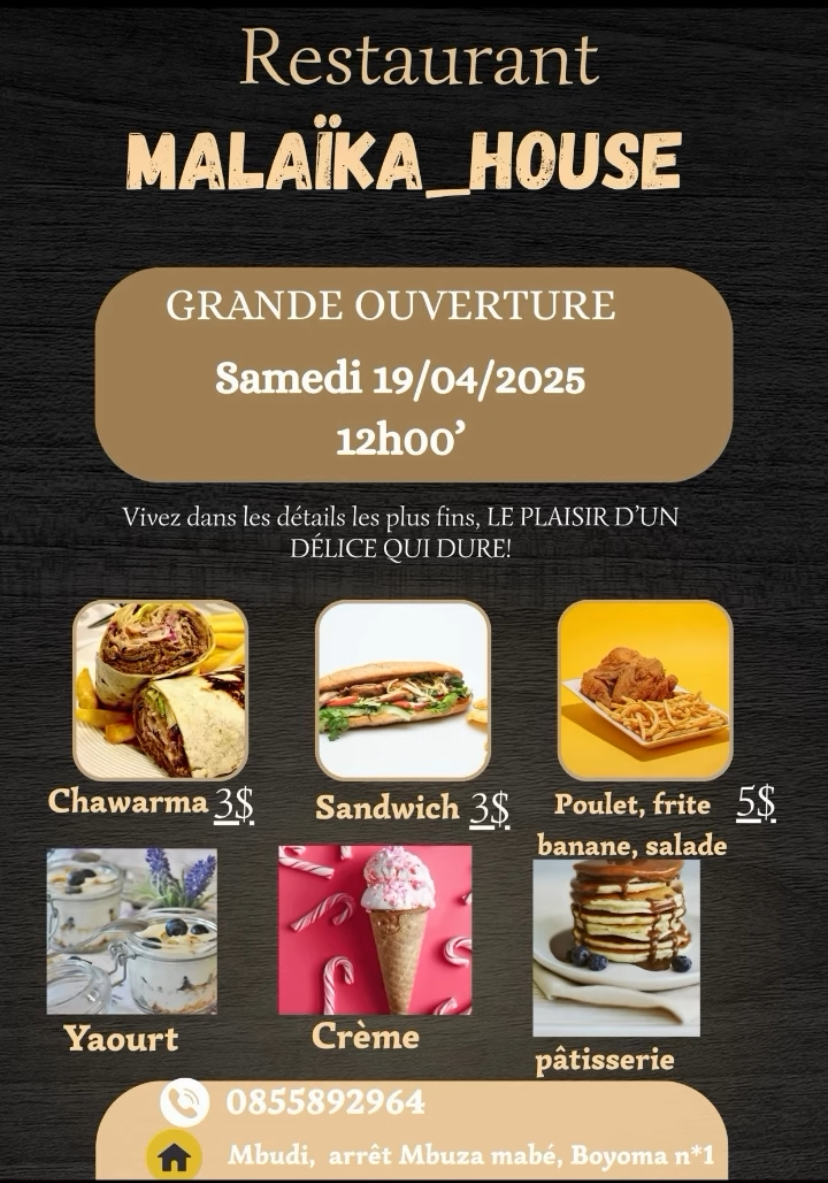 Restaurant
MALAÏKA_HOUSE
GRANDE OUVERTURE
Samedi 19/04/2025
12h00’
Vivez dans les détails les plus fins, LE PLAISIR D’UN
DÉLICE QUI DURE!
Chawarma 3$
Sandwich 3$
Poulet, frite 5$
banane, salade
Yaourt
Crème
pâtisserie
0855892964
Mbudi, arrêt Mbuza mabé, Boyoma n*1